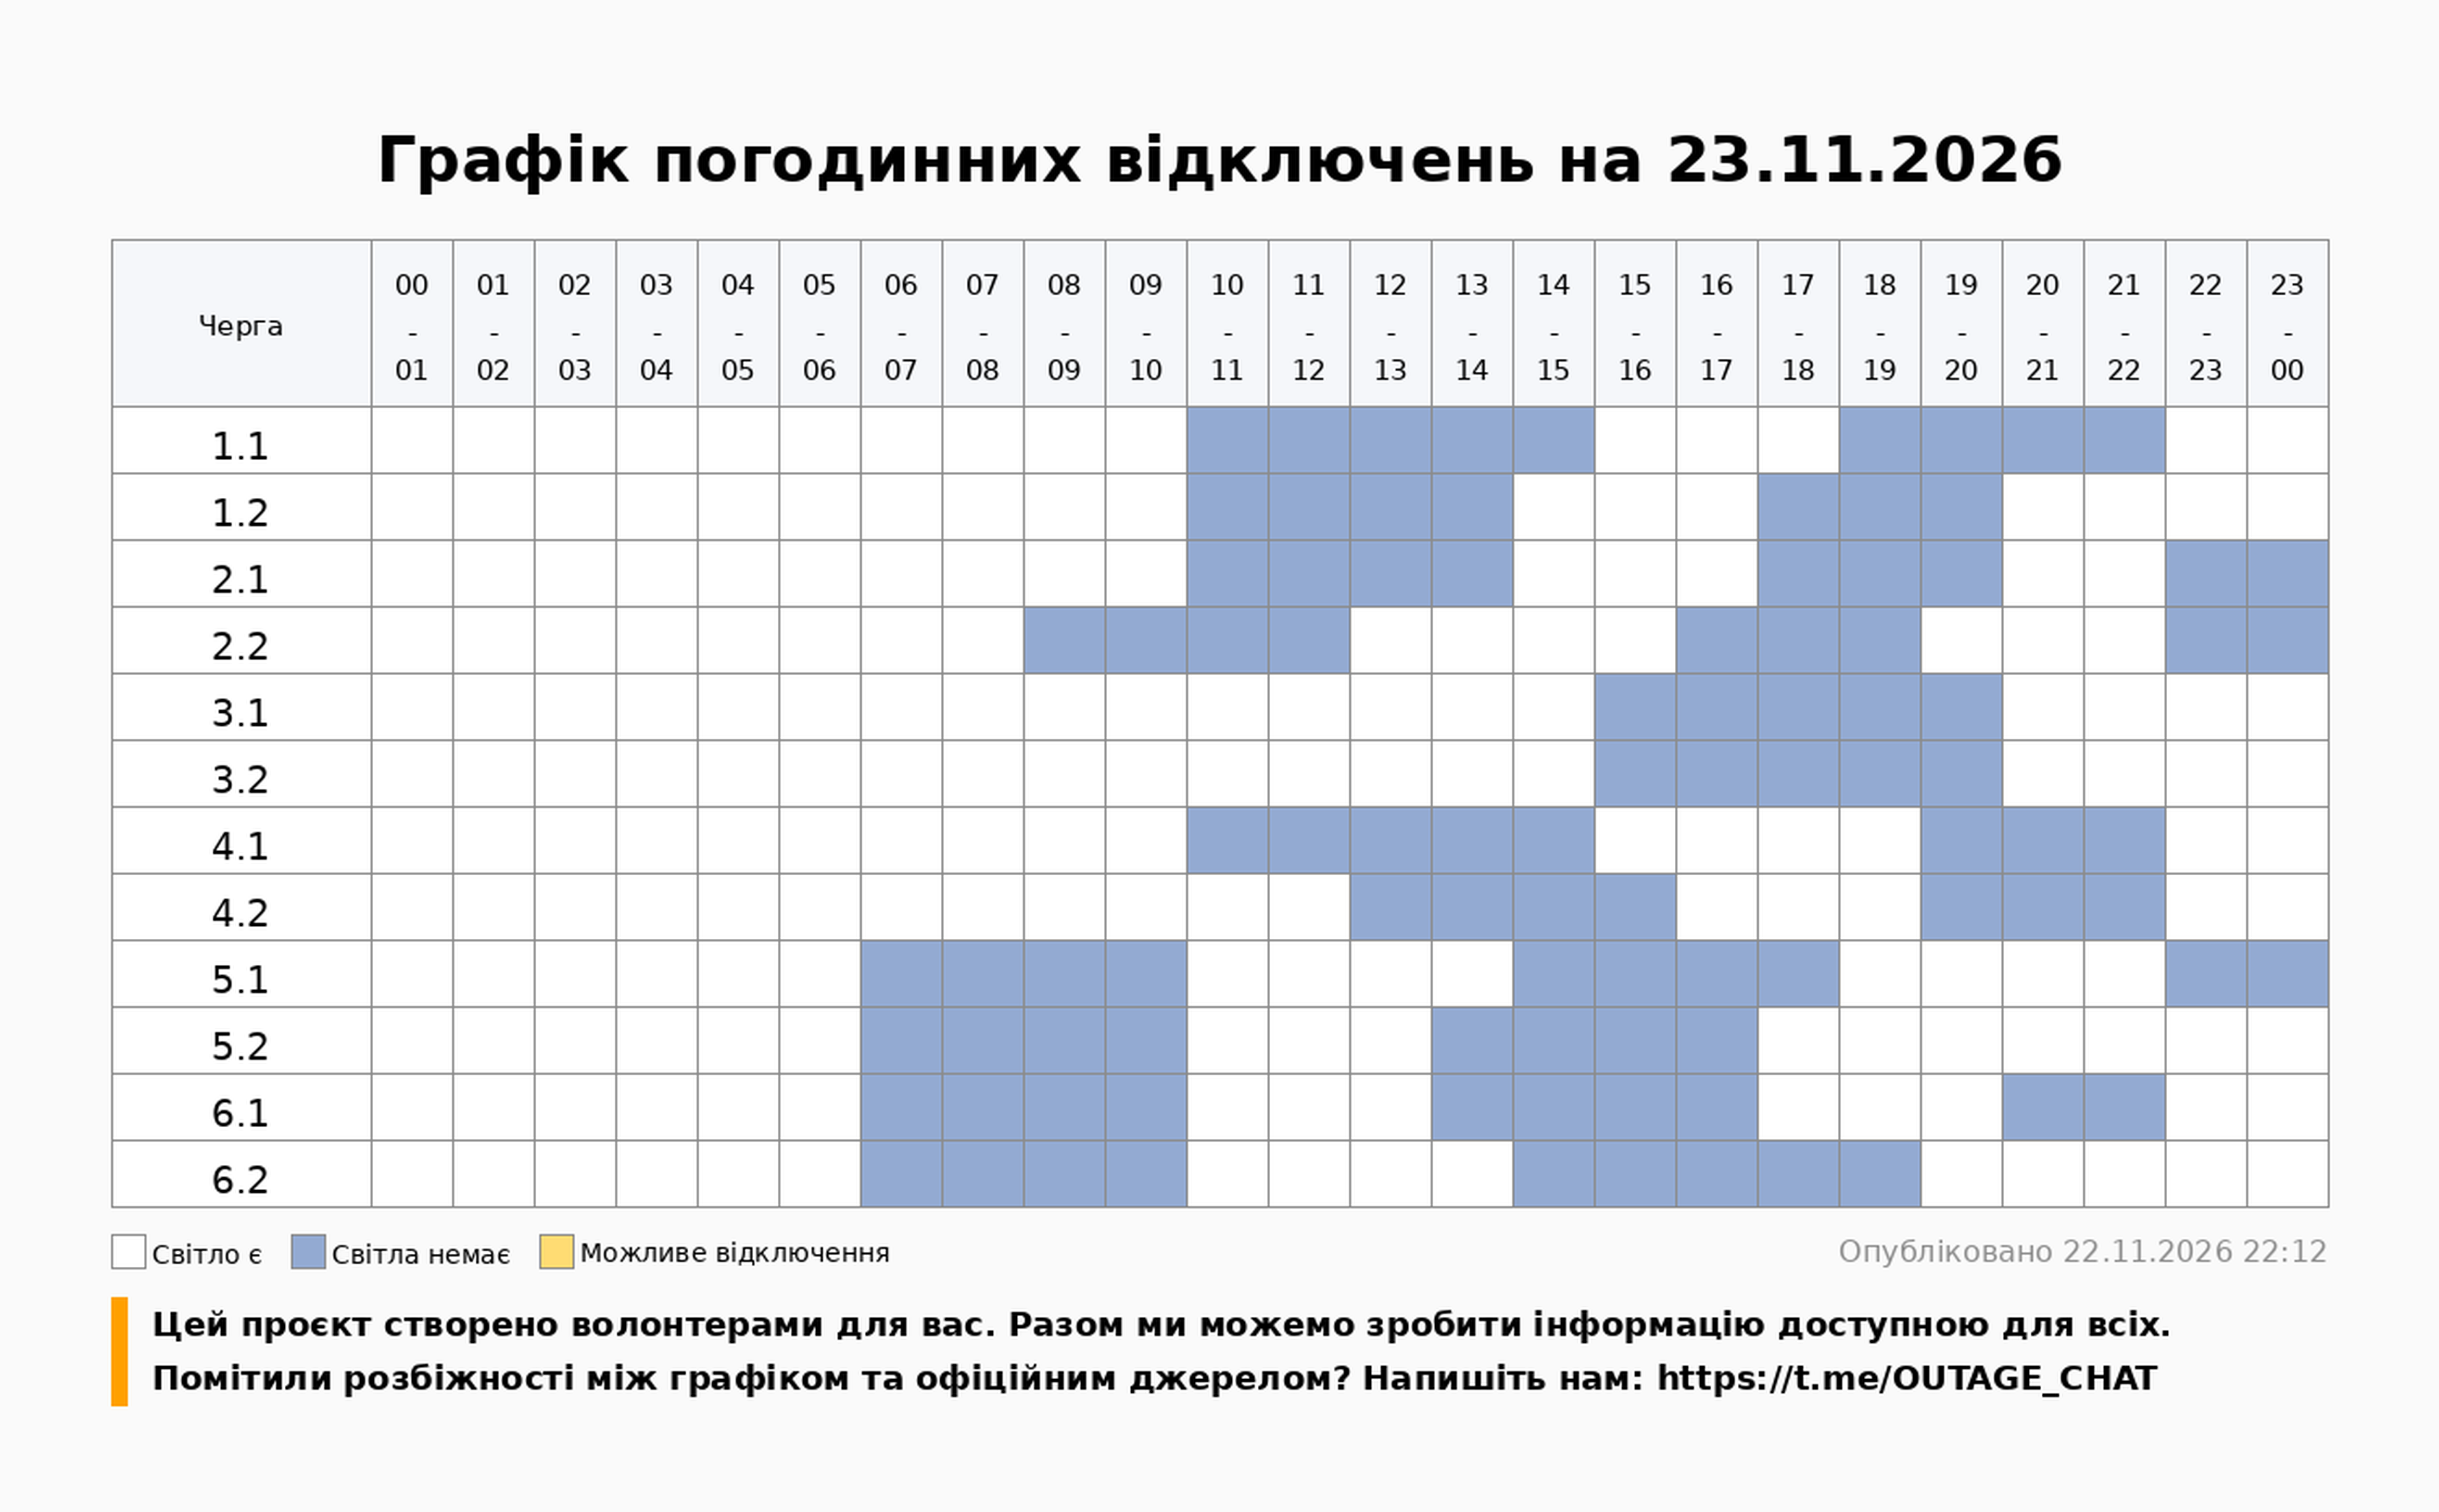 Графік погодинних відключень на 23.11.2026
Черга
00 - 01
01 - 02
02 - 03
03 - 04
04 - 05
05 - 06
06 - 07
07 - 08
08 - 09
09 - 10
10 - 11
11 - 12
12 - 13
13 - 14
14 - 15
15 - 16
16 - 17
17 - 18
18 - 19
19 - 20
20 - 21
21 - 22
22 - 23
23 - 00
1.1
1.2
2.1
2.2
3.1
3.2
4.1
4.2
5.1
5.2
6.1
6.2
Світло є
Світла немає
Можливе відключення
Опубліковано 22.11.2026 22:12
Цей проєкт створено волонтерами для вас. Разом ми можемо зробити інформацію доступною для всіх.
Помітили розбіжності між графіком та офіційним джерелом? Напишіть нам: https://t.me/OUTAGE_CHAT